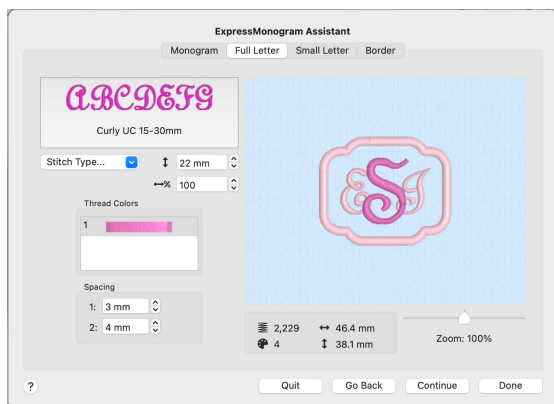 ExpressMonogram Assistant
Monogram Full Letter Small Letter Border
ABCDEFG
Curly UC 15-30mm
Stitch Type... 22 mm
% 100
Thread Colors
1
Spacing
1: 3 mm
2: 4 mm
ESJ
2,229 46.4 mm
4 38.1 mm
Zoom: 100%
? Quit Go Back Continue Done